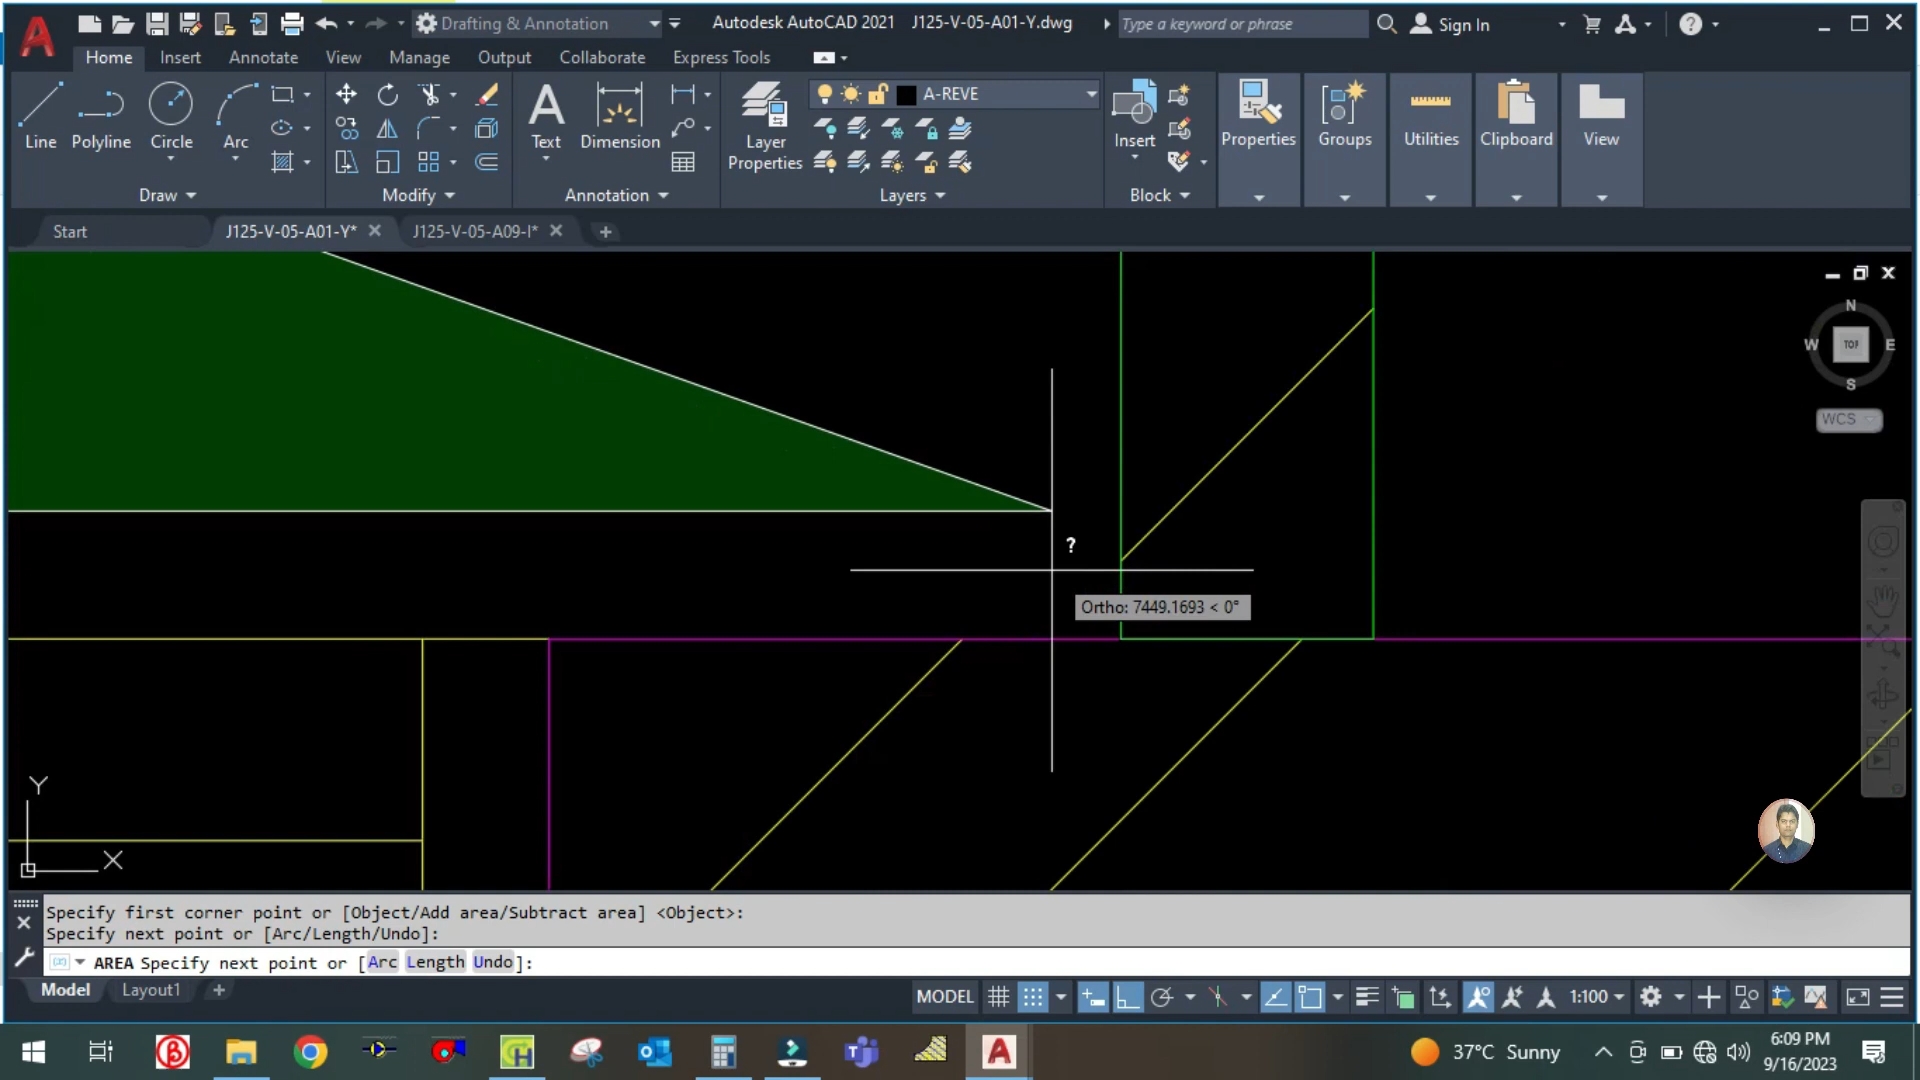 Drafting & Annotation
Autodesk AutoCAD 2021
J125-V-05-A01-Y.dwg
Type a keyword or phrase
Sign In
Home
Insert
Annotate
View
Manage
Output
Collaborate
Express Tools
Line
Polyline
Circle
Arc
Text
Dimension
Layer
Properties
A-REVE
Insert
Properties
Groups
Utilities
Clipboard
View
Draw
Modify
Annotation
Layers
Block
Start
J125-V-05-A01-Y*
J125-V-05-A09-I*
N
W
TOP
E
S
WCS
?
Ortho: 7449.1693 < 0°
Y
X
Specify first corner point or [Object/Add area/Subtract area] <Object>:
Specify next point or [Arc/Length/Undo]:
AREA Specify next point or [Arc Length Undo]:
Model
Layout1
MODEL
1:100
37°C Sunny
6:09 PM
9/16/2023